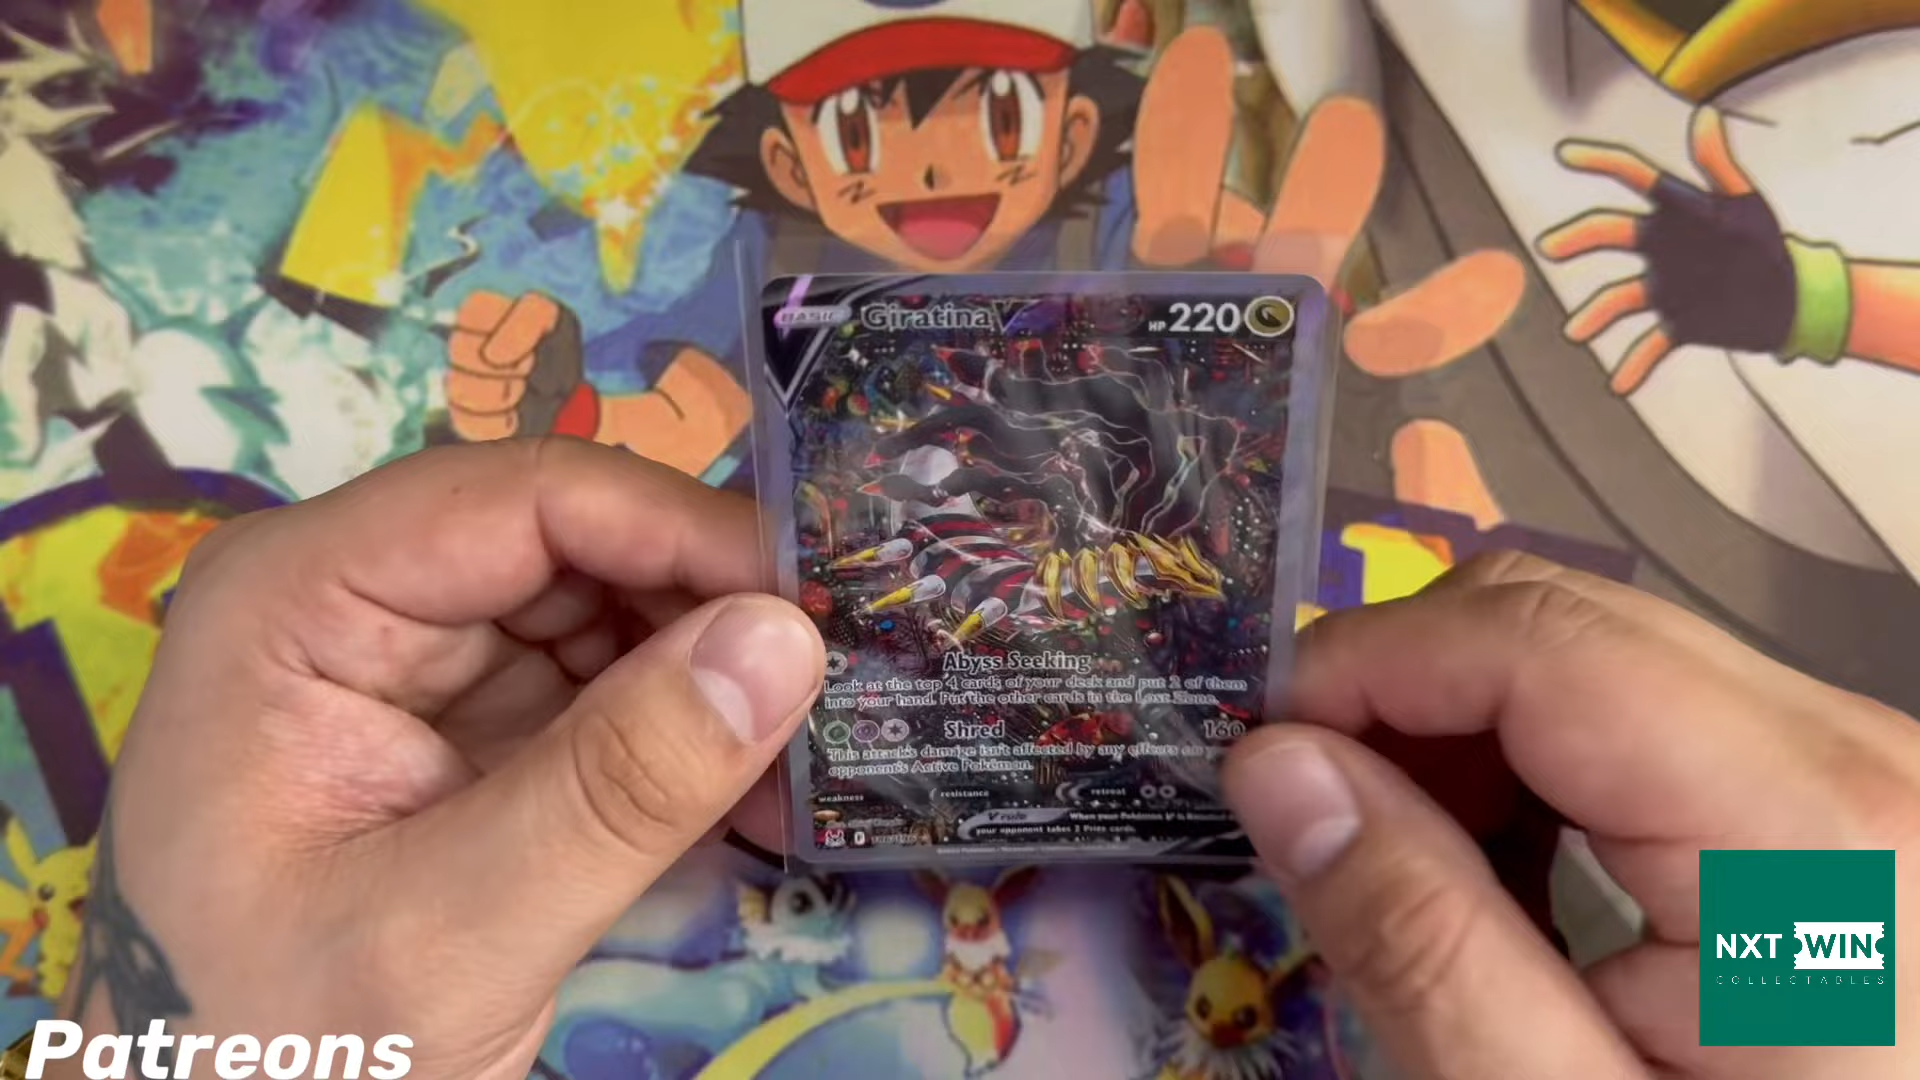 BASIC Giratina V HP 220
Abyss Seeking
Look at the top 4 cards of your deck and put 2 of them
into your hand. Put the other cards in the Lost Zone.
Shred 160
This attack's damage isn't affected by any effects on
opponent's Active Pokémon.
weakness resistance retreat
V rule When your Pokémon V is
your opponent takes 2 Prize cards.
NXT WIN
COLLECTABLES
Patreons